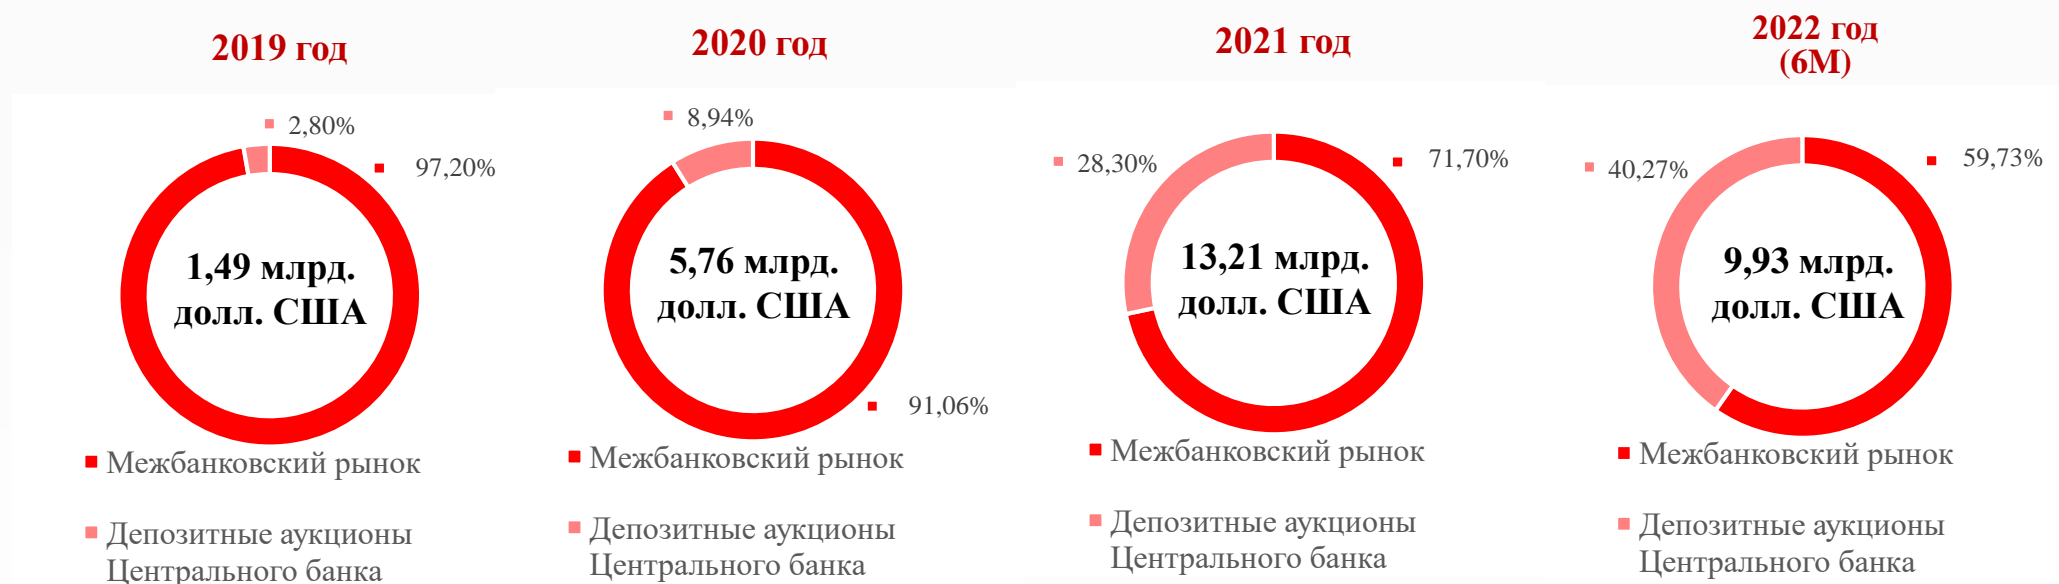 2019 год
2,80%
97,20%
1,49 млрд.
долл. США
Межбанковский рынок
Депозитные аукционы
Центрального банка
2020 год
8,94%
5,76 млрд.
долл. США
91,06%
Межбанковский рынок
Депозитные аукционы
Центрального банка
2021 год
28,30%
71,70%
13,21 млрд.
долл. США
Межбанковский рынок
Депозитные аукционы
Центрального банка
2022 год
(6М)
40,27%
59,73%
9,93 млрд.
долл. США
Межбанковский рынок
Депозитные аукционы
Центрального банка